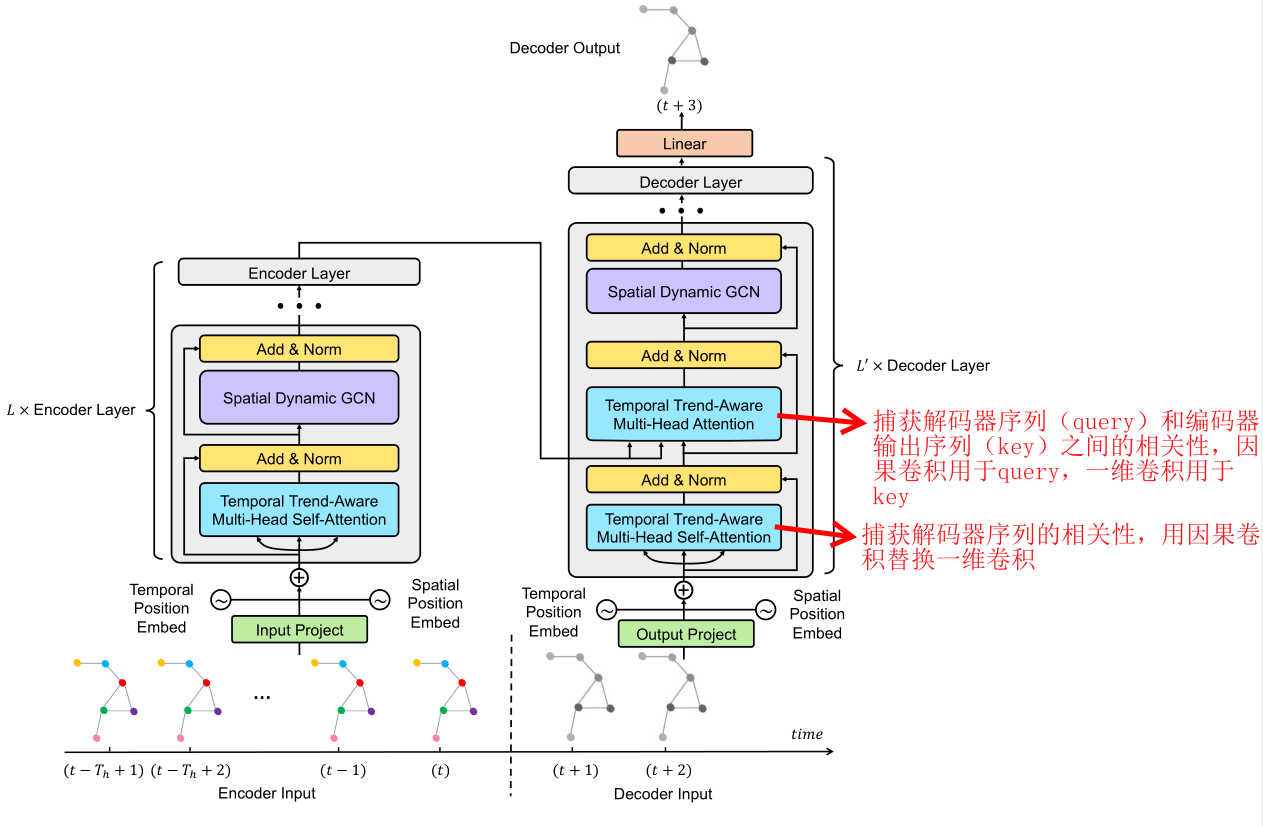 Decoder Output
(t + 3)
Linear
Decoder Layer
Add & Norm
Spatial Dynamic GCN
Add & Norm
Temporal Trend-Aware
Multi-Head Attention
Add & Norm
Temporal Trend-Aware
Multi-Head Self-Attention
L′ × Decoder Layer
捕获解码器序列（query）和编码器
输出序列（key）之间的相关性，因
果卷积用于query，一维卷积用于
key
捕获解码器序列的相关性，用因果卷
积替换一维卷积
Encoder Layer
Add & Norm
Spatial Dynamic GCN
Add & Norm
Temporal Trend-Aware
Multi-Head Self-Attention
L × Encoder Layer
Temporal
Position
Embed
Spatial
Position
Embed
Input Project
Temporal
Position
Embed
Spatial
Position
Embed
Output Project
...
time
(t − Tₕ + 1) (t − Tₕ + 2) (t − 1) (t) (t + 1) (t + 2)
Encoder Input
Decoder Input